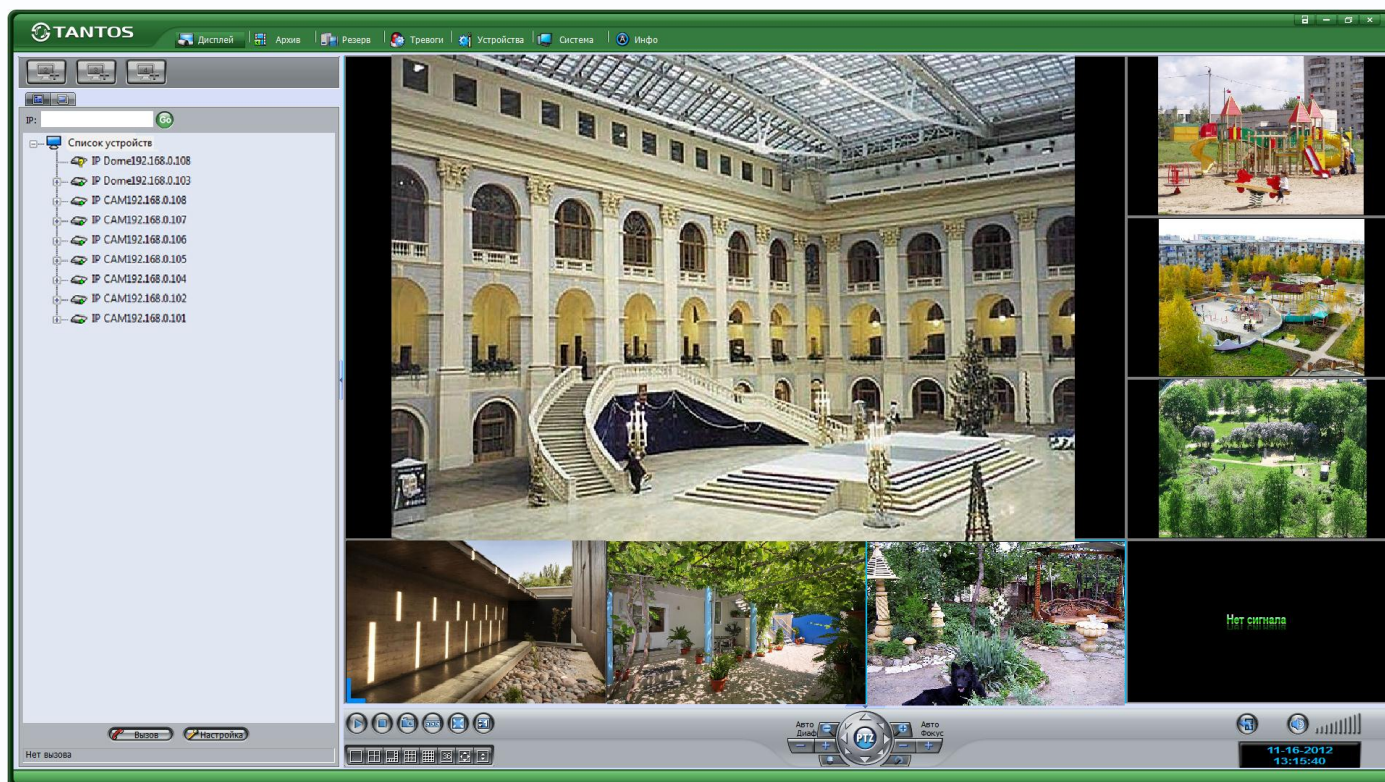 TANTOS
Дисплей
Архив
Резерв
Тревоги
Устройства
Система
Инфо
IP:
Go
Список устройств
IP Dome192.168.0.108
IP Dome192.168.0.103
IP CAM192.168.0.108
IP CAM192.168.0.107
IP CAM192.168.0.106
IP CAM192.168.0.105
IP CAM192.168.0.104
IP CAM192.168.0.102
IP CAM192.168.0.101
Нет сигнала
Вызов
Настройка
Нет вызова
Авто
Диаф
PTZ
Авто
Фокус
36
11-16-2012
13:15:40